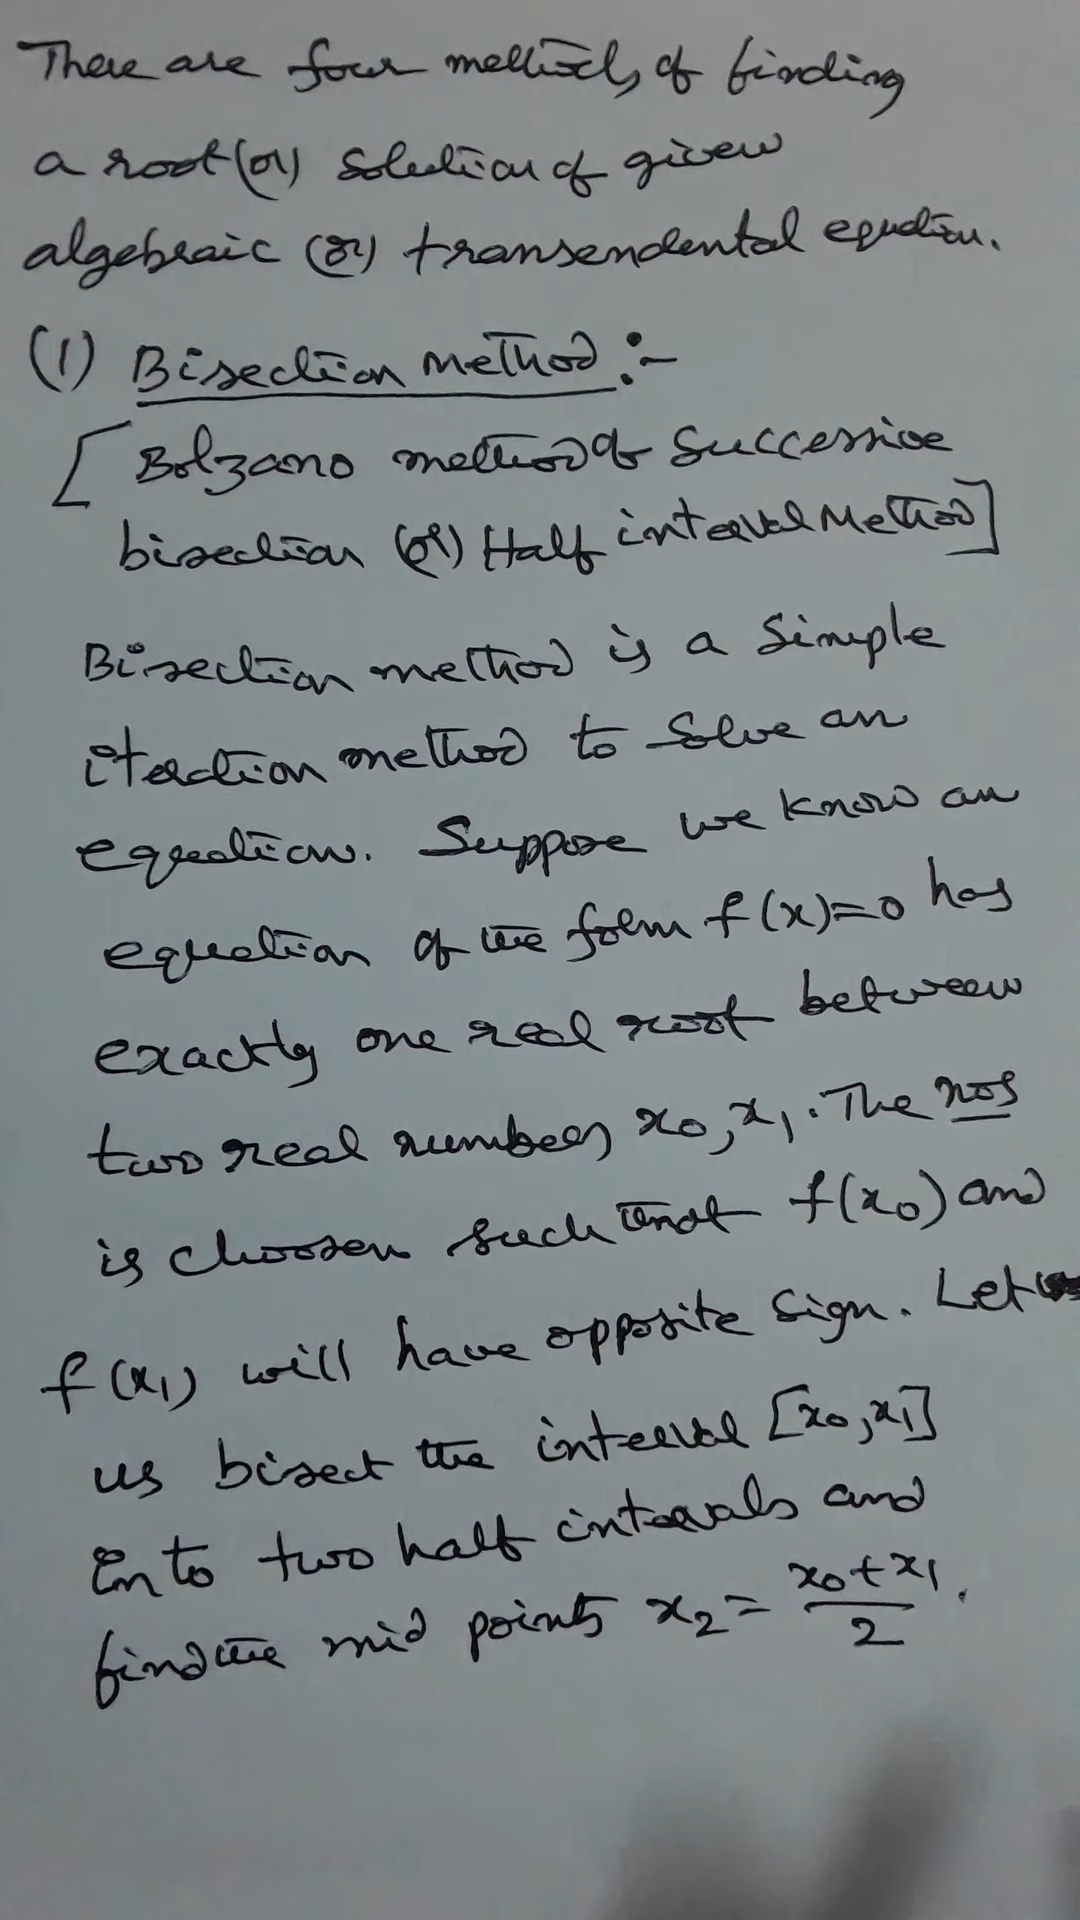 There are four methods of finding
a root (or) solution of given
algebraic (or) transendental equation.
(1) Bisection Method :-
[Bolzano method of Successive
bisection (or) Half interval Method]
Bisection method is a Simple
iteration method to Solve an
equation. Suppose we know an
equation of the form f(x)=0 has
exactly one real root between
two real numbers x₀, x₁. The nos
is choosen such that f(x₀) and
f(x₁) will have opposite sign. Let
us bisect the interval [x₀, x₁]
into two half intervals and
find the mid points x₂ = (x₀+x₁)/2.